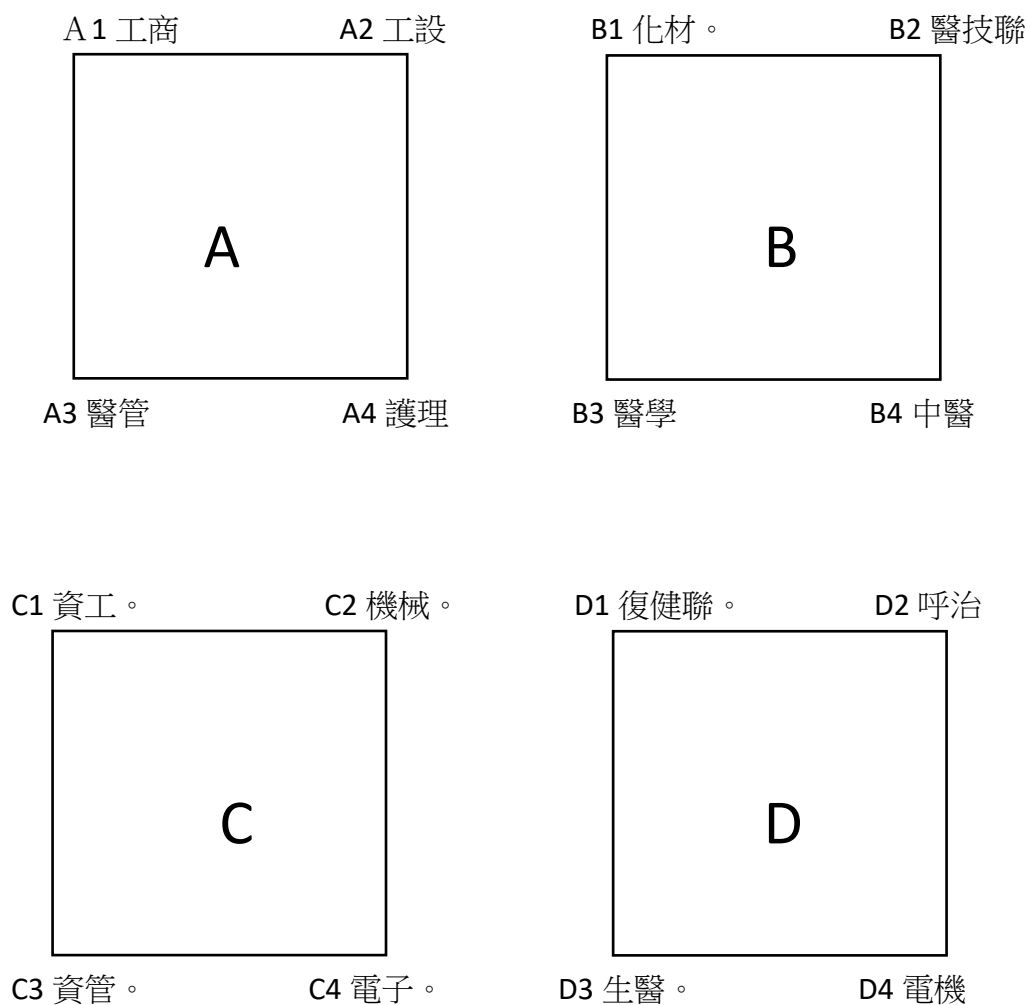 Ａ1 工商 A2 工設 B1 化材。 B2 醫技聯
A B
A3 醫管 A4 護理 B3 醫學 B4 中醫
C1 資工。 C2 機械。 D1 復健聯。 D2 呼治
C D
C3 資管。 C4 電子。 D3 生醫。 D4 電機